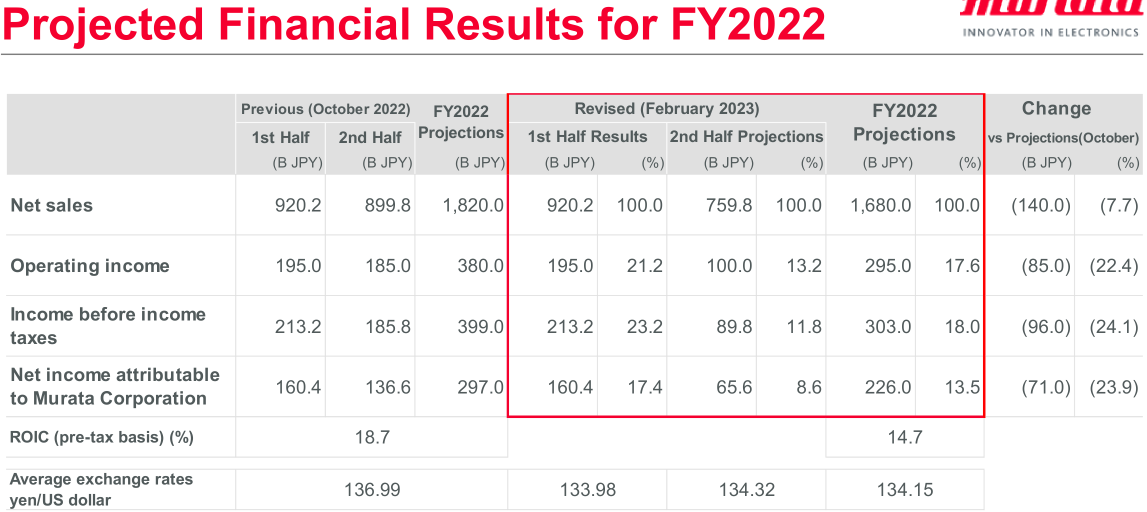 Projected Financial Results for FY2022
muRata
INNOVATOR IN ELECTRONICS
Previous (October 2022) FY2022 Projections Revised (February 2023) FY2022 Projections Change
1st Half 2nd Half 1st Half Results 2nd Half Projections vs Projections(October)
(B JPY) (B JPY) (B JPY) (B JPY) (%) (B JPY) (%) (B JPY) (%) (B JPY) (%)
Net sales 920.2 899.8 1,820.0 920.2 100.0 759.8 100.0 1,680.0 100.0 (140.0) (7.7)
Operating income 195.0 185.0 380.0 195.0 21.2 100.0 13.2 295.0 17.6 (85.0) (22.4)
Income before income
taxes 213.2 185.8 399.0 213.2 23.2 89.8 11.8 303.0 18.0 (96.0) (24.1)
Net income attributable
to Murata Corporation 160.4 136.6 297.0 160.4 17.4 65.6 8.6 226.0 13.5 (71.0) (23.9)
ROIC (pre-tax basis) (%) 18.7 14.7
Average exchange rates
yen/US dollar 136.99 133.98 134.32 134.15